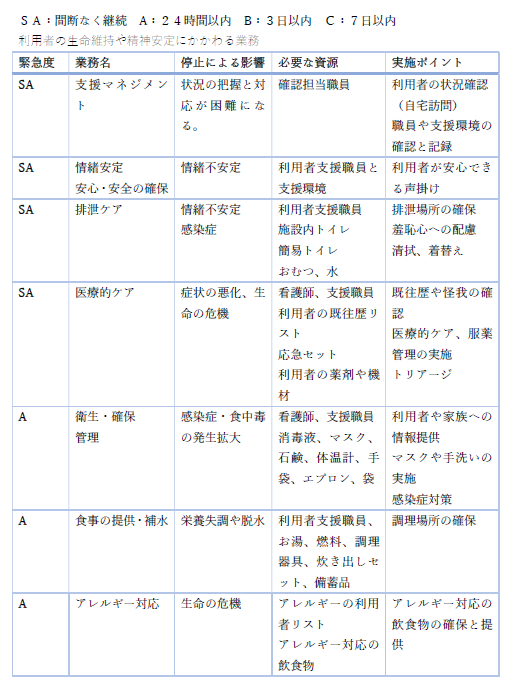 ＳＡ：間断なく継続　Ａ：２４時間以内　Ｂ：３日以内　Ｃ：７日以内
利用者の生命維持や精神安定にかかわる業務
緊急度　業務名　停止による影響　必要な資源　実施ポイント
SA
支援マネジメン
ト
状況の把握と対
応が困難にな
る。
確認担当職員
利用者の状況確認
（自宅訪問）
職員や支援環境の
確認と記録
SA
情緒安定
安心・安全の確保
情緒不安定
利用者支援職員と
支援環境
利用者が安心でき
る声掛け
SA
排泄ケア
情緒不安定
感染症
利用者支援職員
施設内トイレ
簡易トイレ
おむつ、水
排泄場所の確保
羞恥心への配慮
清拭、着替え
SA
医療的ケア
症状の悪化、生
命の危機
看護師、支援職員
利用者の既往歴リ
スト
応急セット
利用者の薬剤や機
材
既往歴や怪我の確
認
医療的ケア、服薬
管理の実施
トリアージ
A
衛生・確保
管理
感染症・食中毒
の発生拡大
看護師、支援職員
消毒液、マスク、
石鹸、体温計、手
袋、エプロン、袋
利用者や家族への
情報提供
マスクや手洗いの
実施
感染症対策
A
食事の提供・補水
栄養失調や脱水
利用者支援職員、
お湯、燃料、調理
器具、炊き出しセ
ット、備蓄品
調理場所の確保
A
アレルギー対応
生命の危機
アレルギーの利用
者リスト
アレルギー対応の
飲食物
アレルギー対応の
飲食物の確保と提
供